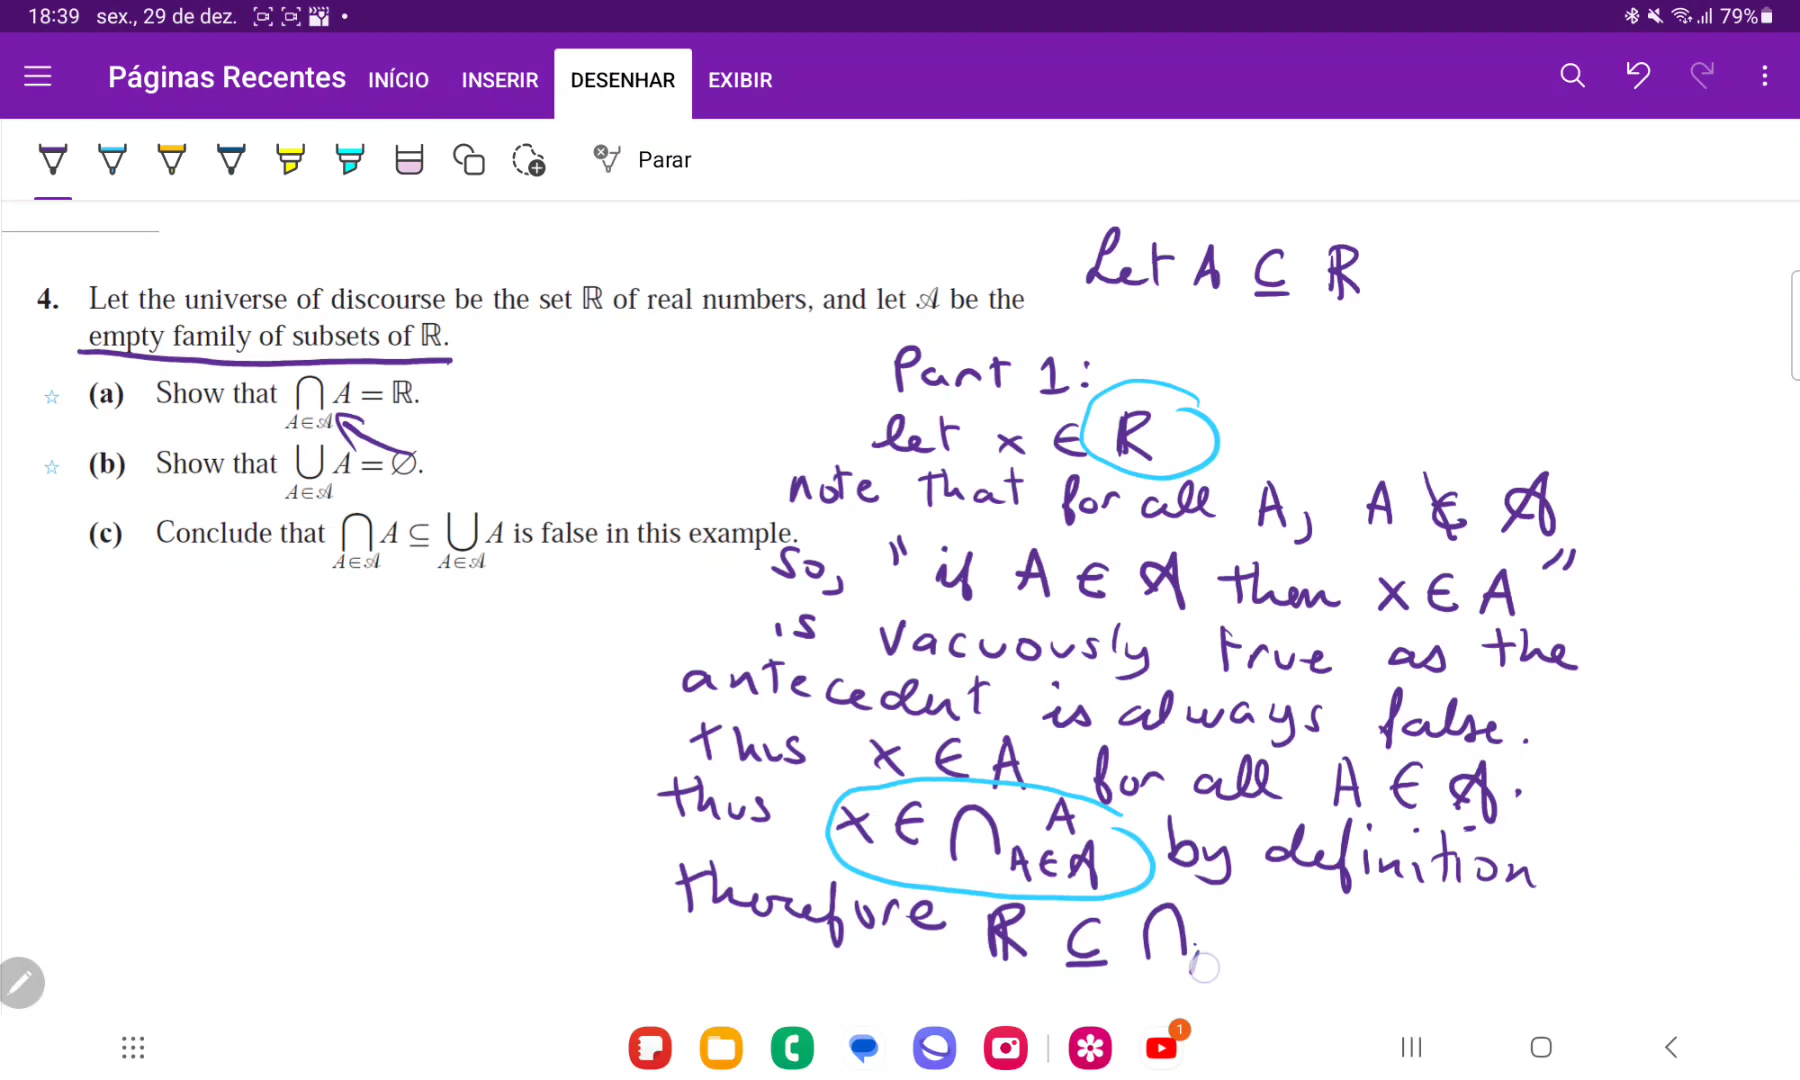 18:39 sex., 29 de dez. • 79%
Páginas Recentes INÍCIO INSERIR DESENHAR EXIBIR
Parar
Let A ⊆ ℝ
4. Let the universe of discourse be the set ℝ of real numbers, and let 𝒜 be the
empty family of subsets of ℝ.
(a) Show that ⋂ A = ℝ.
A∈𝒜
(b) Show that ⋃ A = ∅.
A∈𝒜
(c) Conclude that ⋂ A ⊆ ⋃ A is false in this example.
A∈𝒜 A∈𝒜
Part 1:
let x ∈ ℝ
note that for all A, A ∉ 𝒜
so, "if A ∈ 𝒜 then x ∈ A"
is vacuously true as the
antecedent is always false.
thus x ∈ A for all A ∈ 𝒜.
thus x ∈ ⋂ A by definition
A∈𝒜
therefore ℝ ⊆ ⋂
1